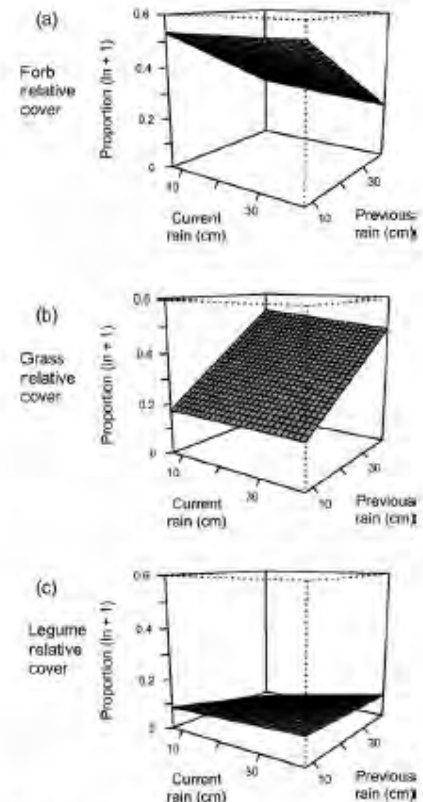 (a)
Forb
relative
cover
Proportion (ln + 1)
0.6
0.4
0.2
0
10
30
Current
rain (cm)
10
30
Previous
rain (cm)
(b)
Grass
relative
cover
Proportion (ln + 1)
0.6
0.4
0.2
0
10
30
Current
rain (cm)
10
30
Previous
rain (cm)
(c)
Legume
relative
cover
Proportion (ln + 1)
0.6
0.4
0.2
0
10
30
Current
rain (cm)
10
30
Previous
rain (cm)